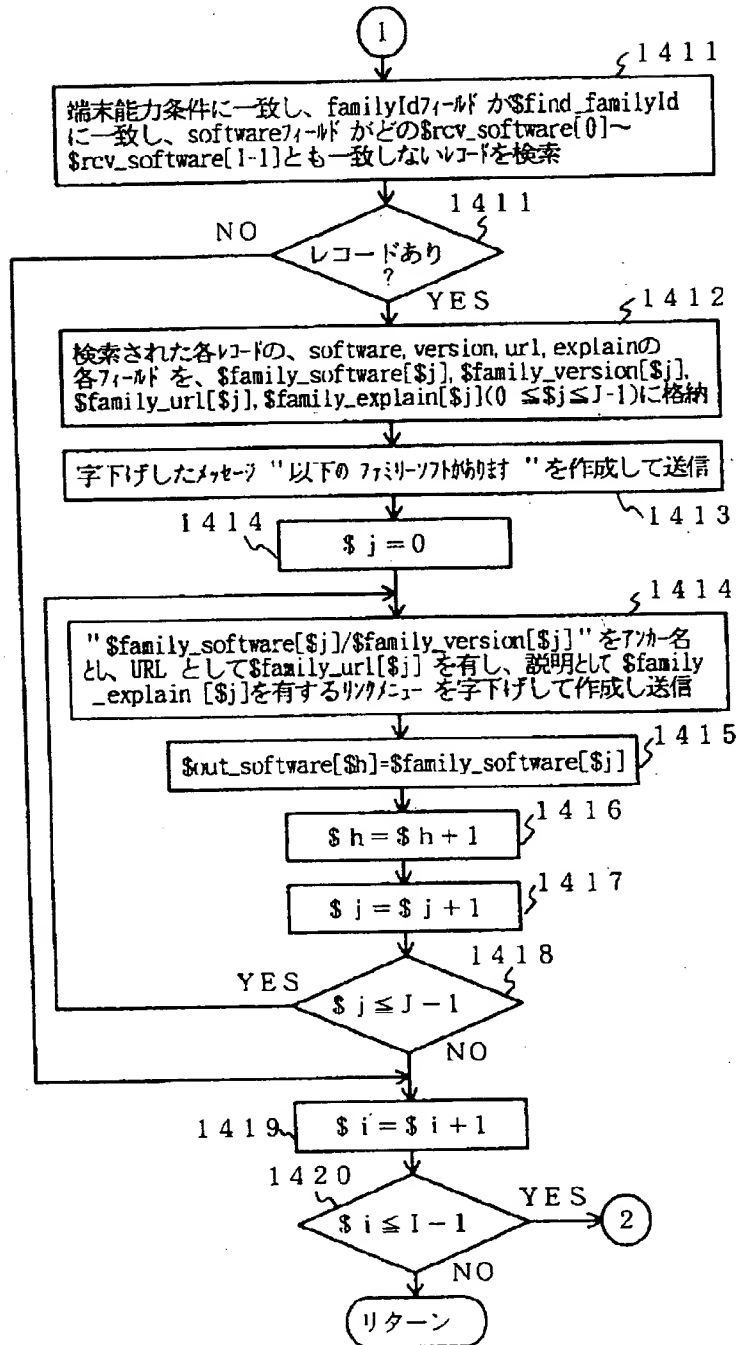 1
1411
端末能力条件に一致し、familyIdフィールド が$find_familyId
に一致し、softwareフィールド がどの$rcv_software[0]～
$rcv_software[I-1]とも一致しないレコードを検索
1411
NO
レコードあり
?
YES
1412
検索された各レコードの、software, version, url, explainの
各フィールド を、$family_software[$j], $family_version[$j],
$family_url[$j], $family_explain[$j](0 ≦$j≦J-1)に格納
字下げしたメッセージ "以下の ファミリーソフトがあります "を作成して送信
1413
1414
$ j = 0
1414
"$family_software[$j]/$family_version[$j]"をアンカー名
とし、URL として$family_url[$j] を有し、説明として $family
_explain [$j]を有するリンクメニュー を字下げして作成し送信
1415
$out_software[$h]=$family_software[$j]
1416
$ h = $ h + 1
1417
$ j = $ j + 1
1418
YES
$ j ≦ J - 1
NO
1419
$ i = $ i + 1
1420
YES
$ i ≦ I - 1
2
NO
リターン